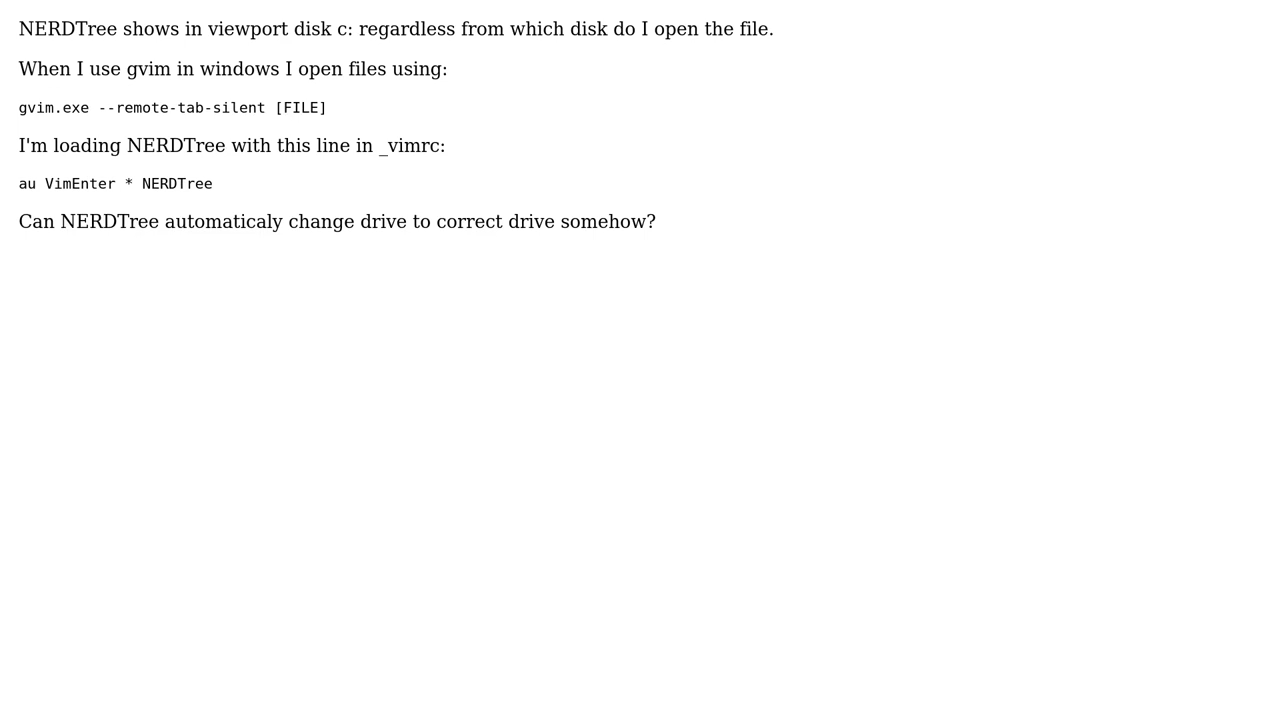 NERDTree shows in viewport disk c: regardless from which disk do I open the file.
When I use gvim in windows I open files using:
gvim.exe --remote-tab-silent [FILE]
I'm loading NERDTree with this line in _vimrc:
au VimEnter * NERDTree
Can NERDTree automaticaly change drive to correct drive somehow?